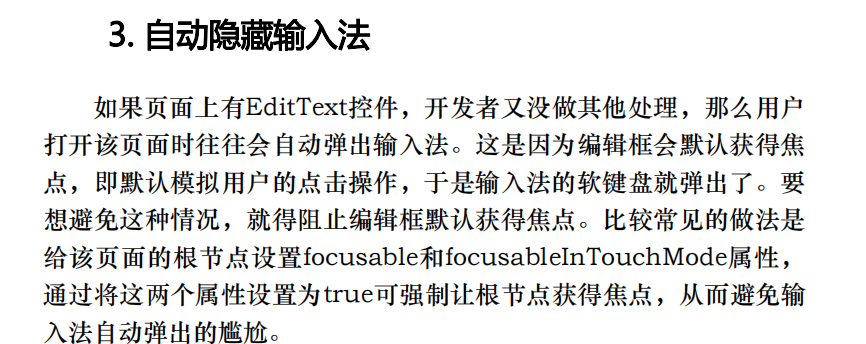 3. 自动隐藏输入法
如果页面上有EditText控件，开发者又没做其他处理，那么用户
打开该页面时往往会自动弹出输入法。这是因为编辑框会默认获得焦
点，即默认模拟用户的点击操作，于是输入法的软键盘就弹出了。要
想避免这种情况，就得阻止编辑框默认获得焦点。比较常见的做法是
给该页面的根节点设置focusable和focusableInTouchMode属性，
通过将这两个属性设置为true可强制让根节点获得焦点，从而避免输
入法自动弹出的尴尬。